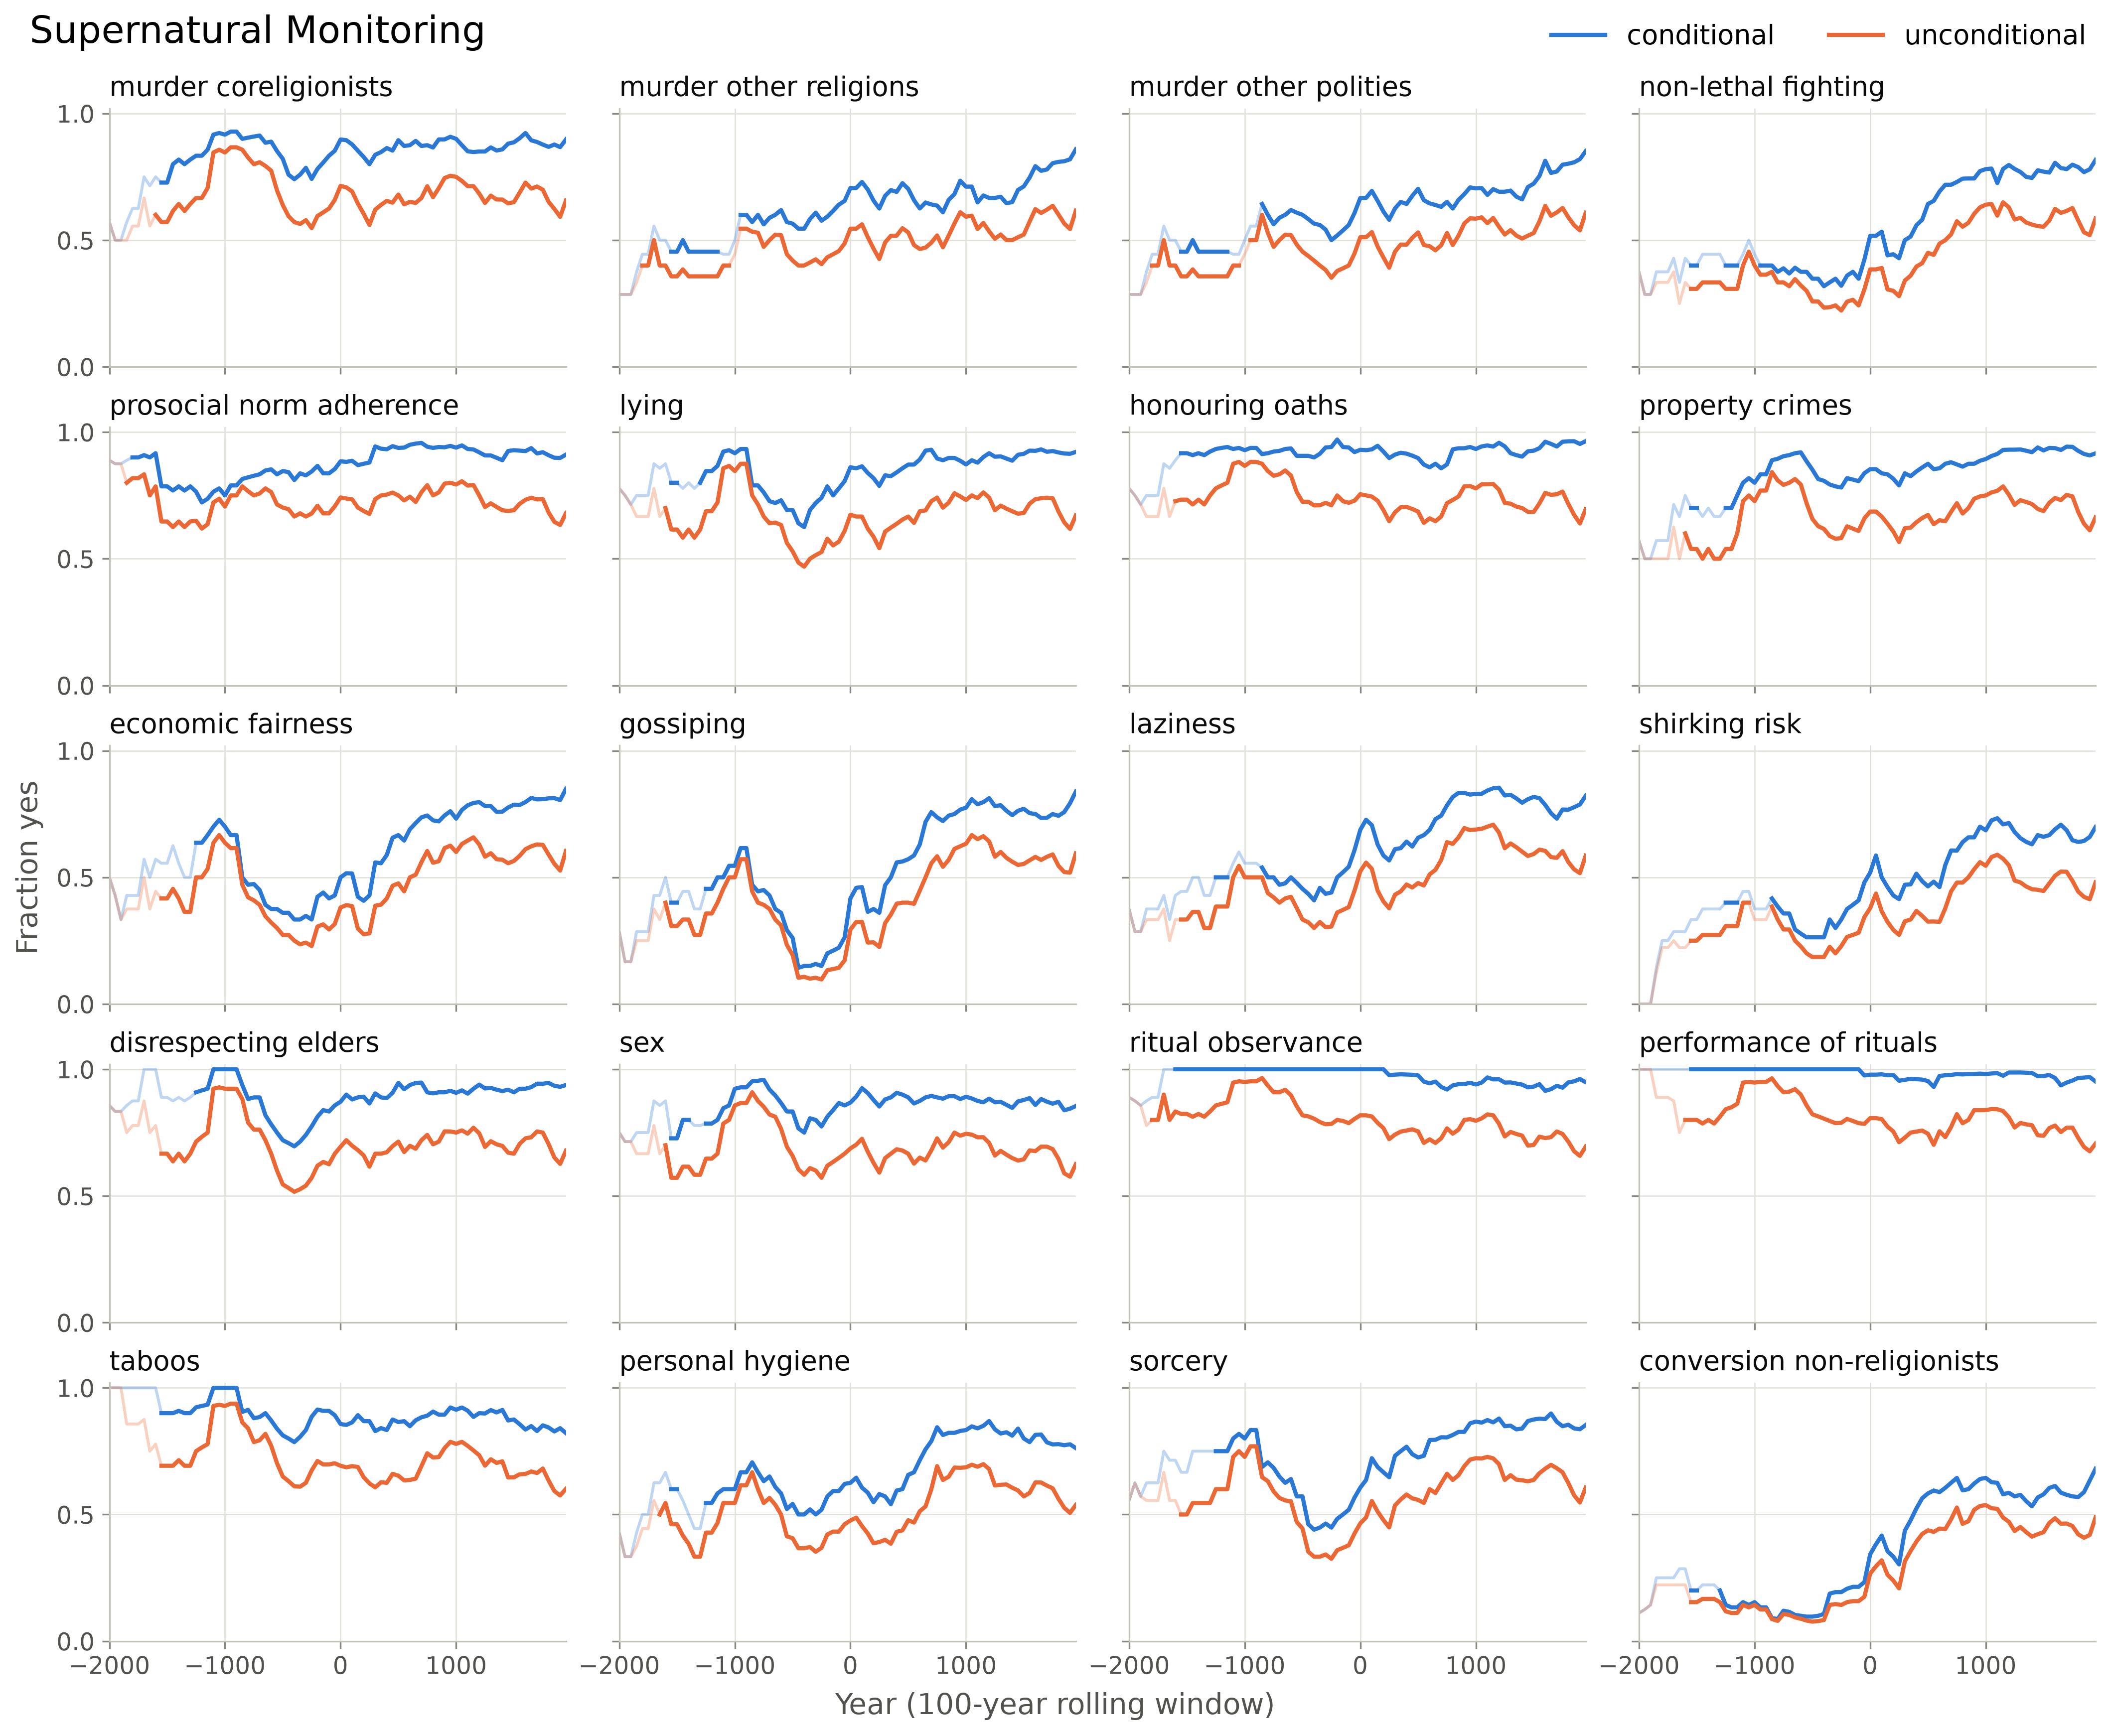 Supernatural Monitoring
conditional
unconditional
murder coreligionists
murder other religions
murder other polities
non-lethal fighting
1.0
0.5
0.0
prosocial norm adherence
lying
honouring oaths
property crimes
1.0
0.5
0.0
economic fairness
gossiping
laziness
shirking risk
1.0
0.5
0.0
Fraction yes
disrespecting elders
sex
ritual observance
performance of rituals
1.0
0.5
0.0
taboos
personal hygiene
sorcery
conversion non-religionists
1.0
0.5
0.0
−2000 −1000 0 1000
−2000 −1000 0 1000
−2000 −1000 0 1000
−2000 −1000 0 1000
Year (100-year rolling window)